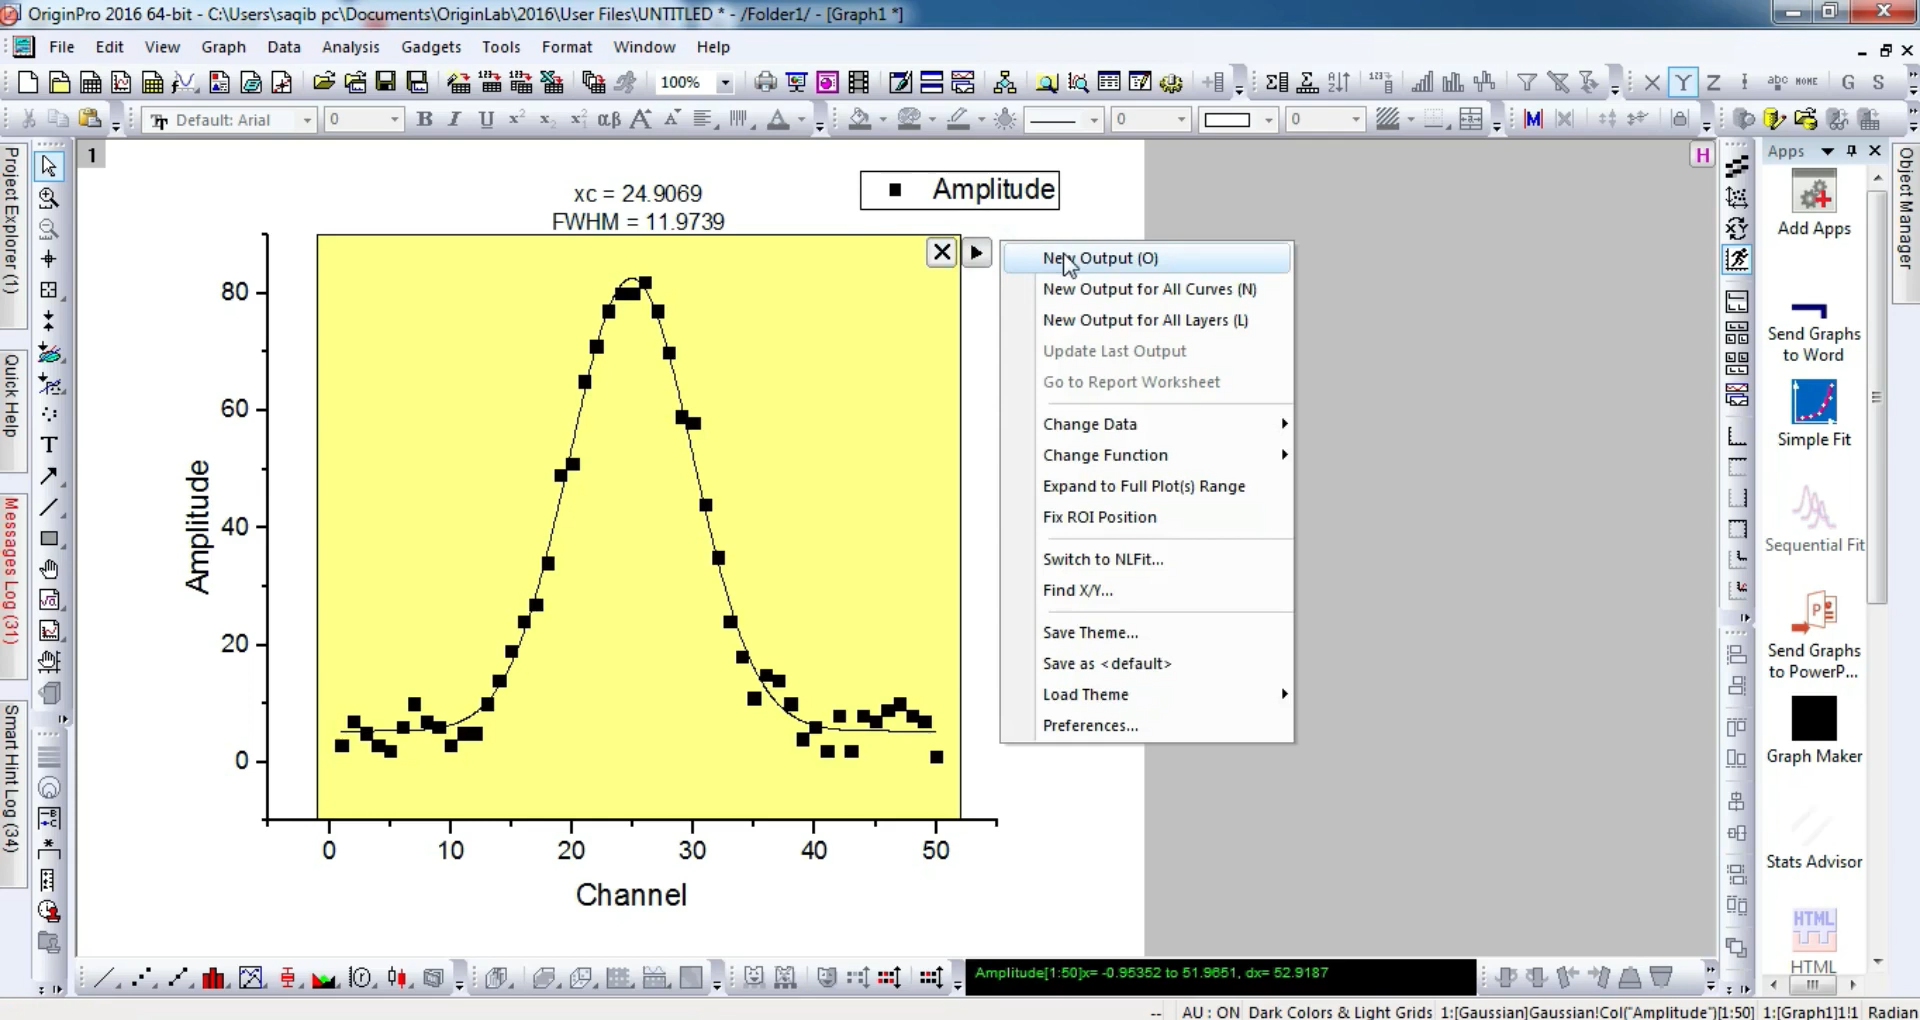 OriginPro 2016 64-bit - C:\Users\saqib pc\Documents\OriginLab\2016\User Files\UNTITLED * - /Folder1/ - [Graph1 *]
File Edit View Graph Data Analysis Gadgets Tools Format Window Help
100%
X Y Z I abc NONE G S
Default: Arial 0 B I U x² x₂ αβ A A A 0 0 M
1
H
Apps
Project Explorer (1)
Quick Help
Messages Log (31)
Smart Hint Log (34)
Object Manager
xc = 24.9069
FWHM = 11.9739
Amplitude
New Output (O)
New Output for All Curves (N)
New Output for All Layers (L)
Update Last Output
Go to Report Worksheet
Change Data
Change Function
Expand to Full Plot(s) Range
Fix ROI Position
Switch to NLFit...
Find X/Y...
Save Theme...
Save as <default>
Load Theme
Preferences...
80
60
40
20
0
Amplitude
0 10 20 30 40 50
Channel
Add Apps
Send Graphs
to Word
Simple Fit
Sequential Fit
Send Graphs
to PowerP...
Graph Maker
Stats Advisor
HTML
HTML
Amplitude[1:50]x= -0.95352 to 51.9651, dx= 52.9187
-- AU : ON Dark Colors & Light Grids 1:[Gaussian]Gaussian!Col("Amplitude")[1:50] 1:[Graph1]1!1 Radian